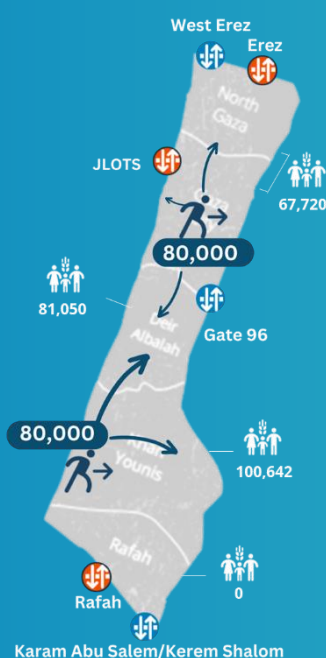 West Erez
Erez
North
Gaza
JLOTS
67,720
Gaza
80,000
81,050
Gate 96
Deir
Albalah
80,000
Khan
Younis
100,642
Rafah
0
Rafah
Karam Abu Salem/Kerem Shalom